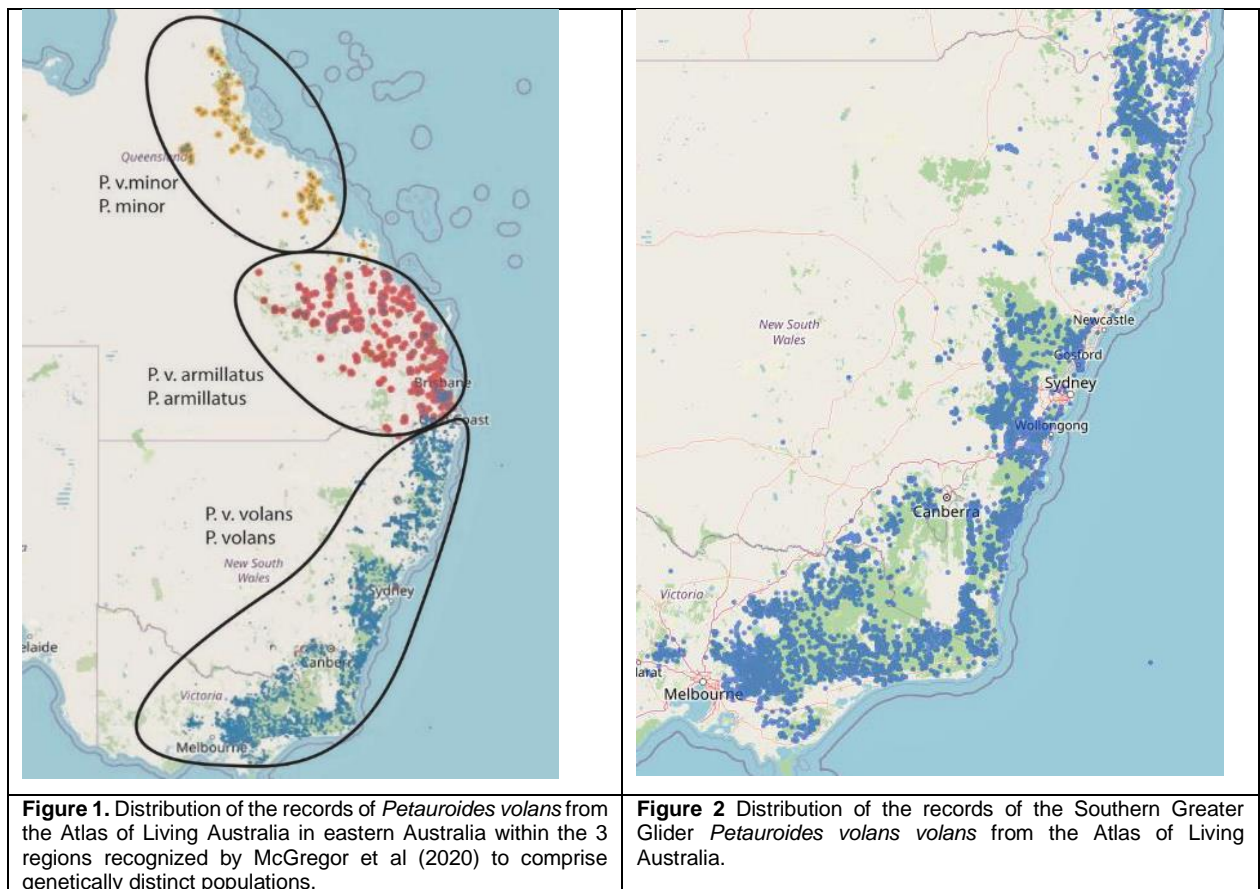 Queensland
P. v.minor
P. minor
P. v. armillatus
P. armillatus
Brisbane
Coast
P. v. volans
P. volans
New South
Wales
Sydney
elaide
Canberr
Victoria
Melbourne
Figure 1. Distribution of the records of Petauroides volans from
the Atlas of Living Australia in eastern Australia within the 3
regions recognized by McGregor et al (2020) to comprise
genetically distinct populations.
New South
Wales
Newcastle
Gosford
Sydney
Wollongong
Canberra
Victoria
larat
Melbourne
Figure 2 Distribution of the records of the Southern Greater
Glider Petauroides volans volans from the Atlas of Living
Australia.